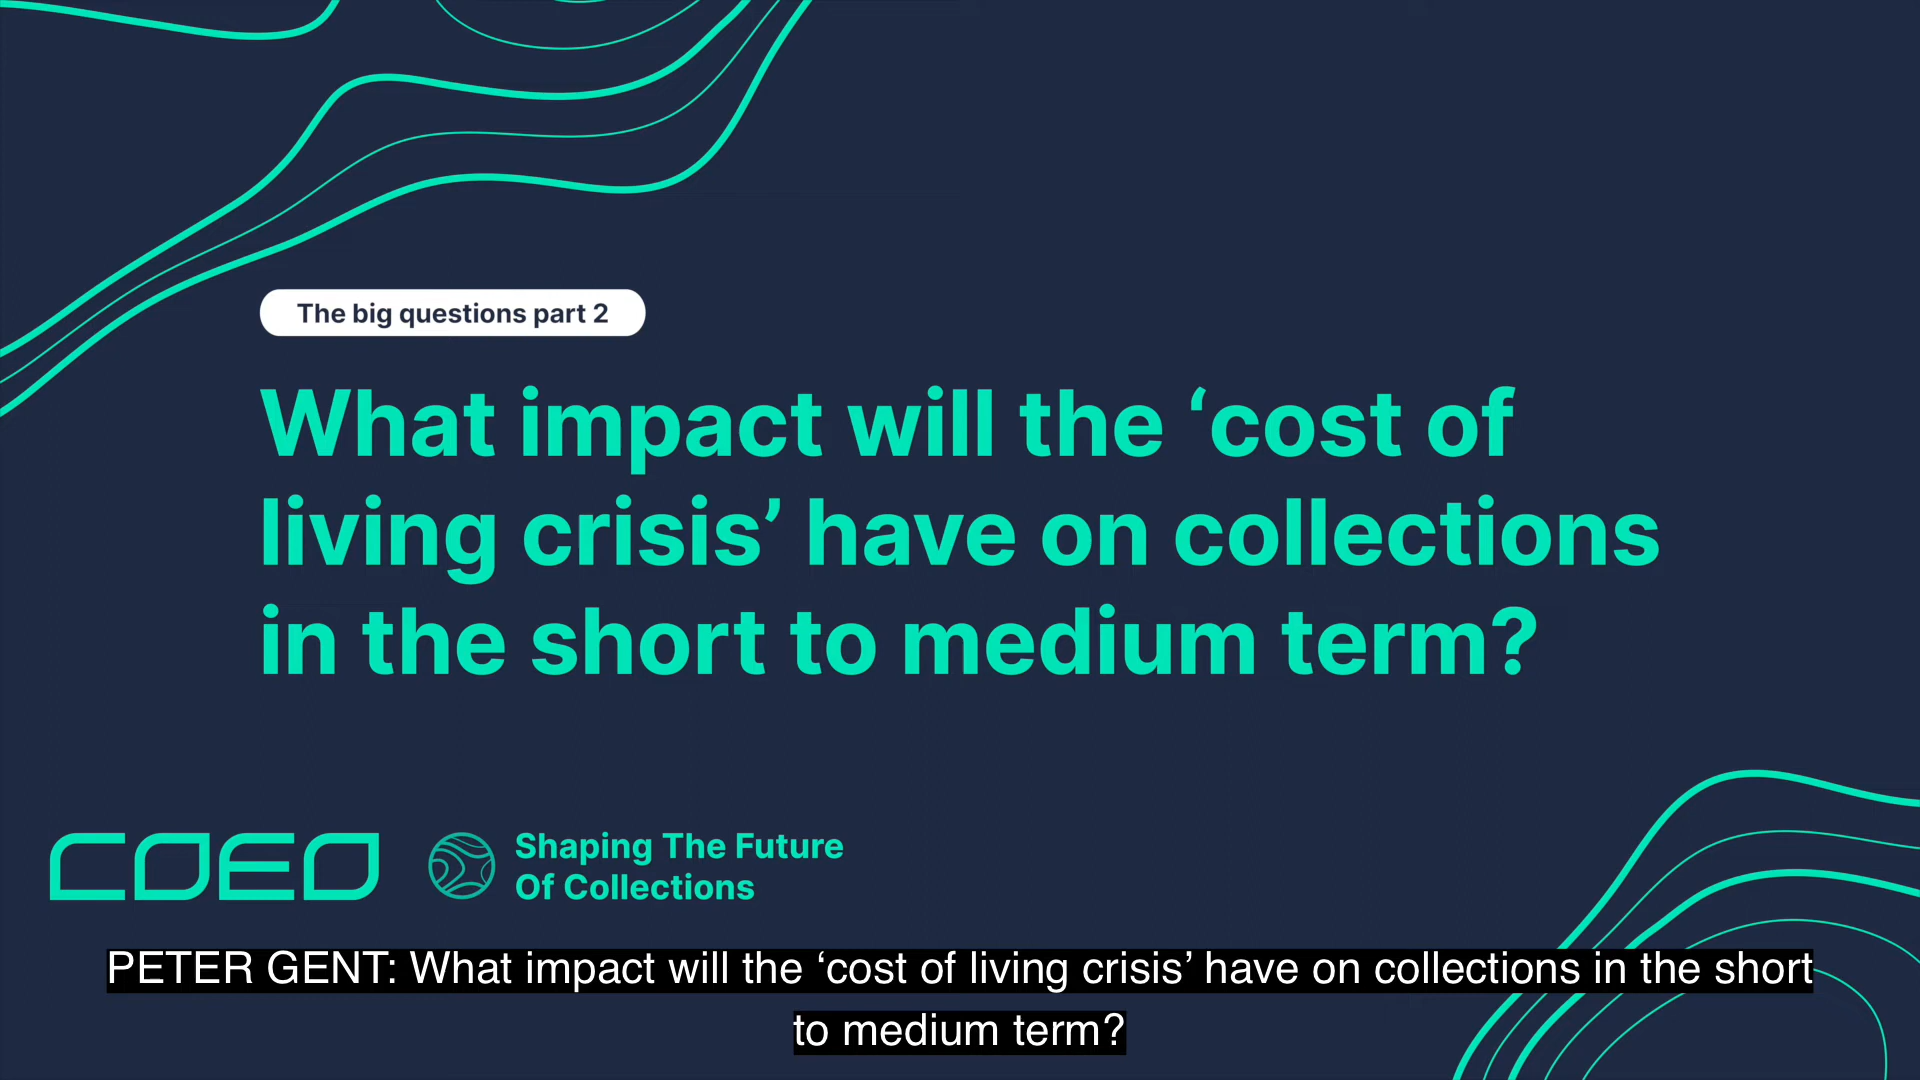 The big questions part 2
What impact will the ‘cost of
living crisis’ have on collections
in the short to medium term?
COEO
Shaping The Future
Of Collections
PETER GENT: What impact will the ‘cost of living crisis’ have on collections in the short
to medium term?